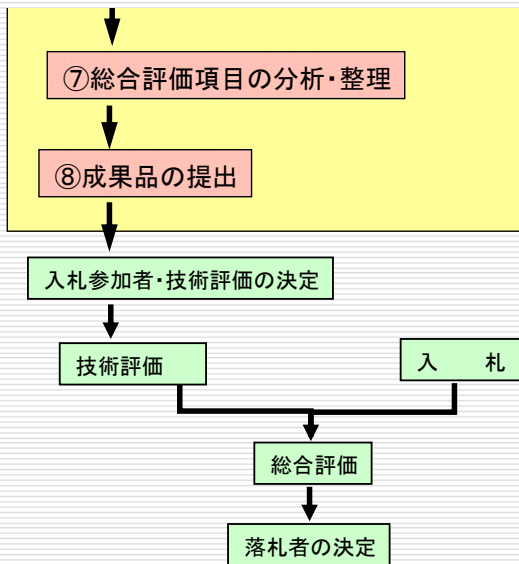 ⑦総合評価項目の分析・整理
⑧成果品の提出
入札参加者・技術評価の決定
技術評価
入　札
総合評価
落札者の決定